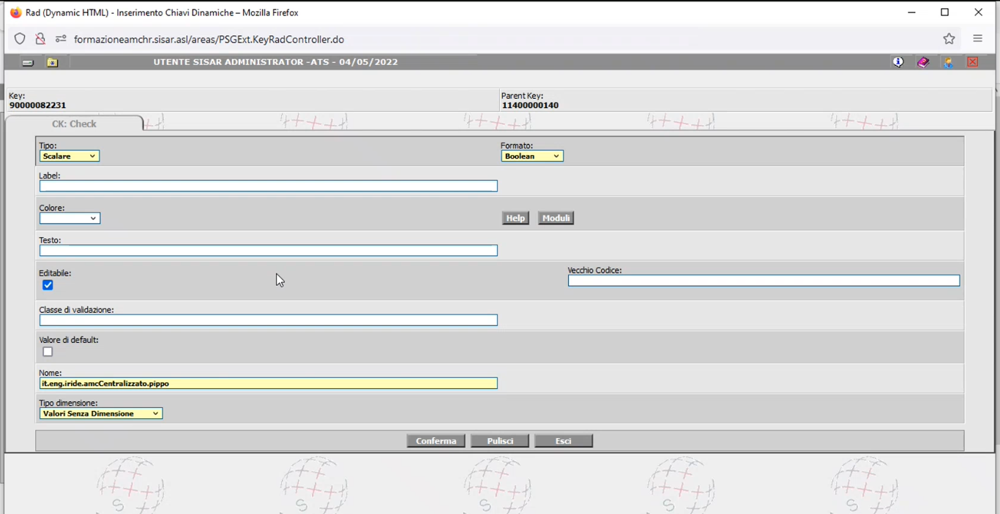 Rad (Dynamic HTML) - Inserimento Chiavi Dinamiche – Mozilla Firefox
formazioneamchr.sisar.asl/areas/PSGExt.KeyRadController.do
UTENTE SISAR ADMINISTRATOR -ATS - 04/05/2022
Key:
90000082231
Parent Key:
11400000140
CK: Check
Tipo:
Scalare
Formato:
Boolean
Label:
Colore:
Help Moduli
Testo:
Editabile:
Vecchio Codice:
Classe di validazione:
Valore di default:
Nome:
it.eng.iride.amcCentralizzato.pippo
Tipo dimensione:
Valori Senza Dimensione
Conferma Pulisci Esci
S S S S S